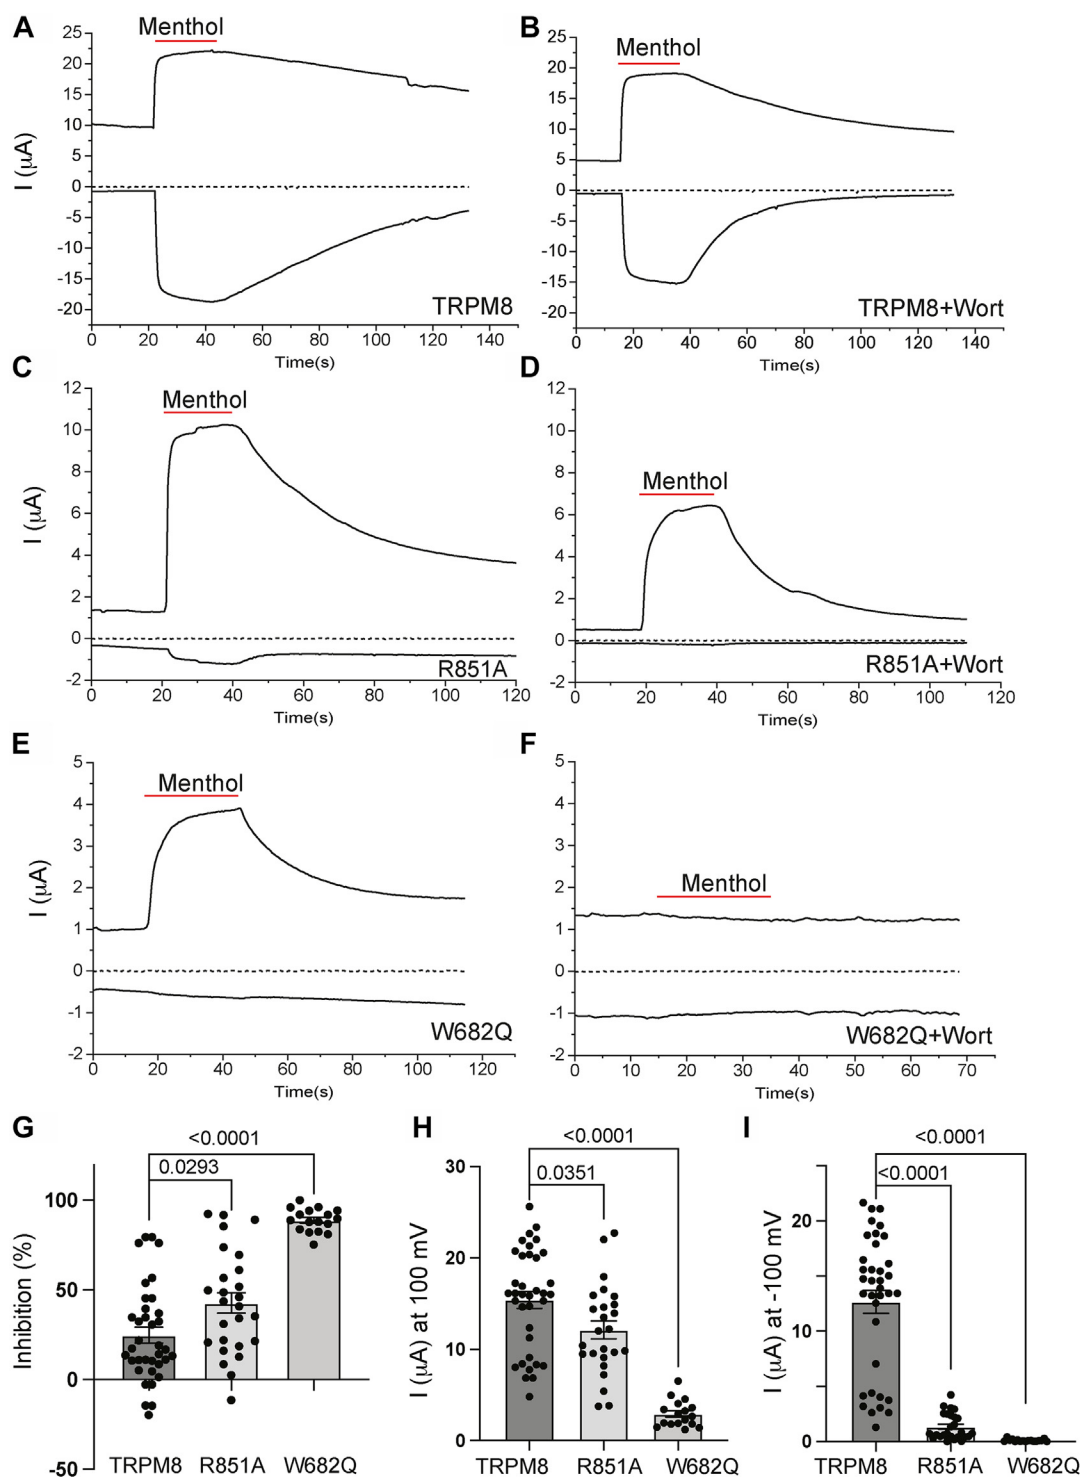 A
Menthol
25
20
15
10
5
0
-5
-10
-15
-20
I (μA)
TRPM8
0 20 40 60 80 100 120 140
Time(s)
B
Menthol
25
20
15
10
5
0
-5
-10
-15
-20
TRPM8+Wort
0 20 40 60 80 100 120 140
Time(s)
C
Menthol
12
10
8
6
4
2
0
-2
I (μA)
R851A
0 20 40 60 80 100 120
Time(s)
D
Menthol
12
10
8
6
4
2
0
-2
R851A+Wort
0 20 40 60 80 100 120
Time(s)
E
Menthol
5
4
3
2
1
0
-1
-2
I (μA)
W682Q
0 20 40 60 80 100 120
Time(s)
F
Menthol
5
4
3
2
1
0
-1
-2
W682Q+Wort
0 10 20 30 40 50 60 70
Time(s)
G
<0.0001
0.0293
100
50
0
-50
Inhibition (%)
TRPM8 R851A W682Q
H
<0.0001
0.0351
30
20
10
0
I (μA) at 100 mV
TRPM8 R851A W682Q
I
<0.0001
<0.0001
20
10
0
I (μA) at -100 mV
TRPM8 R851A W682Q